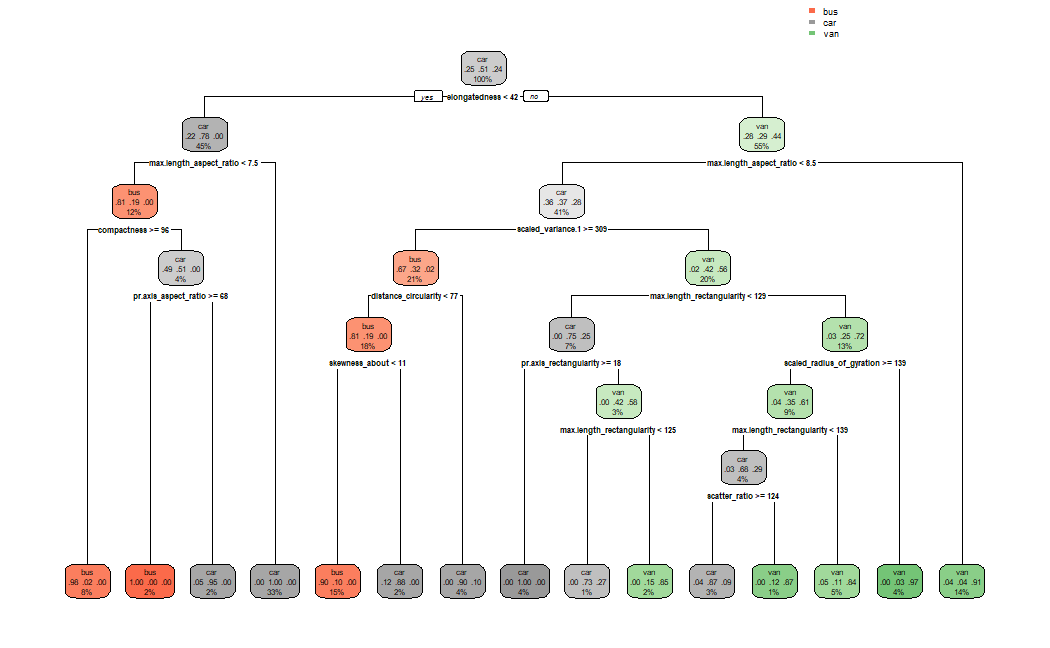 bus
car
van
car
.25 .51 .24
100%
yes
elongatedness < 42
no
car
.22 .78 .00
45%
van
.28 .29 .44
55%
max.length_aspect_ratio < 7.5
max.length_aspect_ratio < 8.5
bus
.81 .19 .00
12%
car
.36 .37 .28
41%
compactness >= 96
scaled_variance.1 >= 309
car
.49 .51 .00
4%
bus
.67 .32 .02
21%
van
.02 .42 .56
20%
pr.axis_aspect_ratio >= 68
distance_circularity < 77
max.length_rectangularity < 129
bus
.81 .19 .00
18%
car
.00 .75 .25
7%
van
.03 .25 .72
13%
skewness_about < 11
pr.axis_rectangularity >= 18
scaled_radius_of_gyration >= 139
van
.00 .42 .58
3%
van
.04 .35 .61
9%
max.length_rectangularity < 125
max.length_rectangularity < 139
car
.03 .68 .29
4%
scatter_ratio >= 124
bus
.98 .02 .00
8%
bus
1.00 .00 .00
2%
car
.05 .95 .00
2%
car
.00 1.00 .00
33%
bus
.90 .10 .00
15%
car
.12 .88 .00
2%
car
.00 .90 .10
4%
car
.00 1.00 .00
4%
car
.00 .73 .27
1%
van
.00 .15 .85
2%
car
.04 .87 .09
3%
van
.00 .12 .87
1%
van
.05 .11 .84
5%
van
.00 .03 .97
4%
van
.04 .04 .91
14%